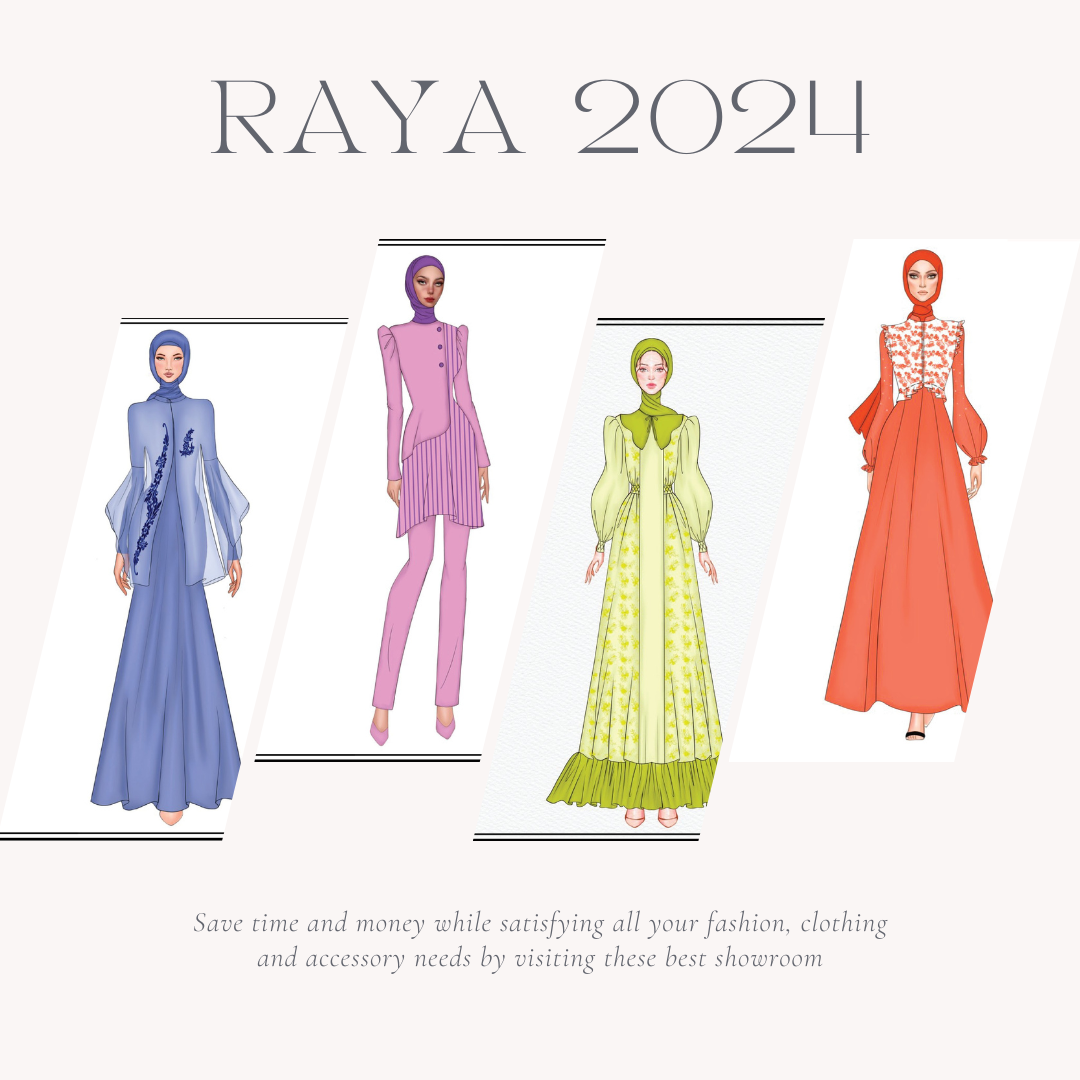 RAYA 2024
Save time and money while satisfying all your fashion, clothing
and accessory needs by visiting these best showroom